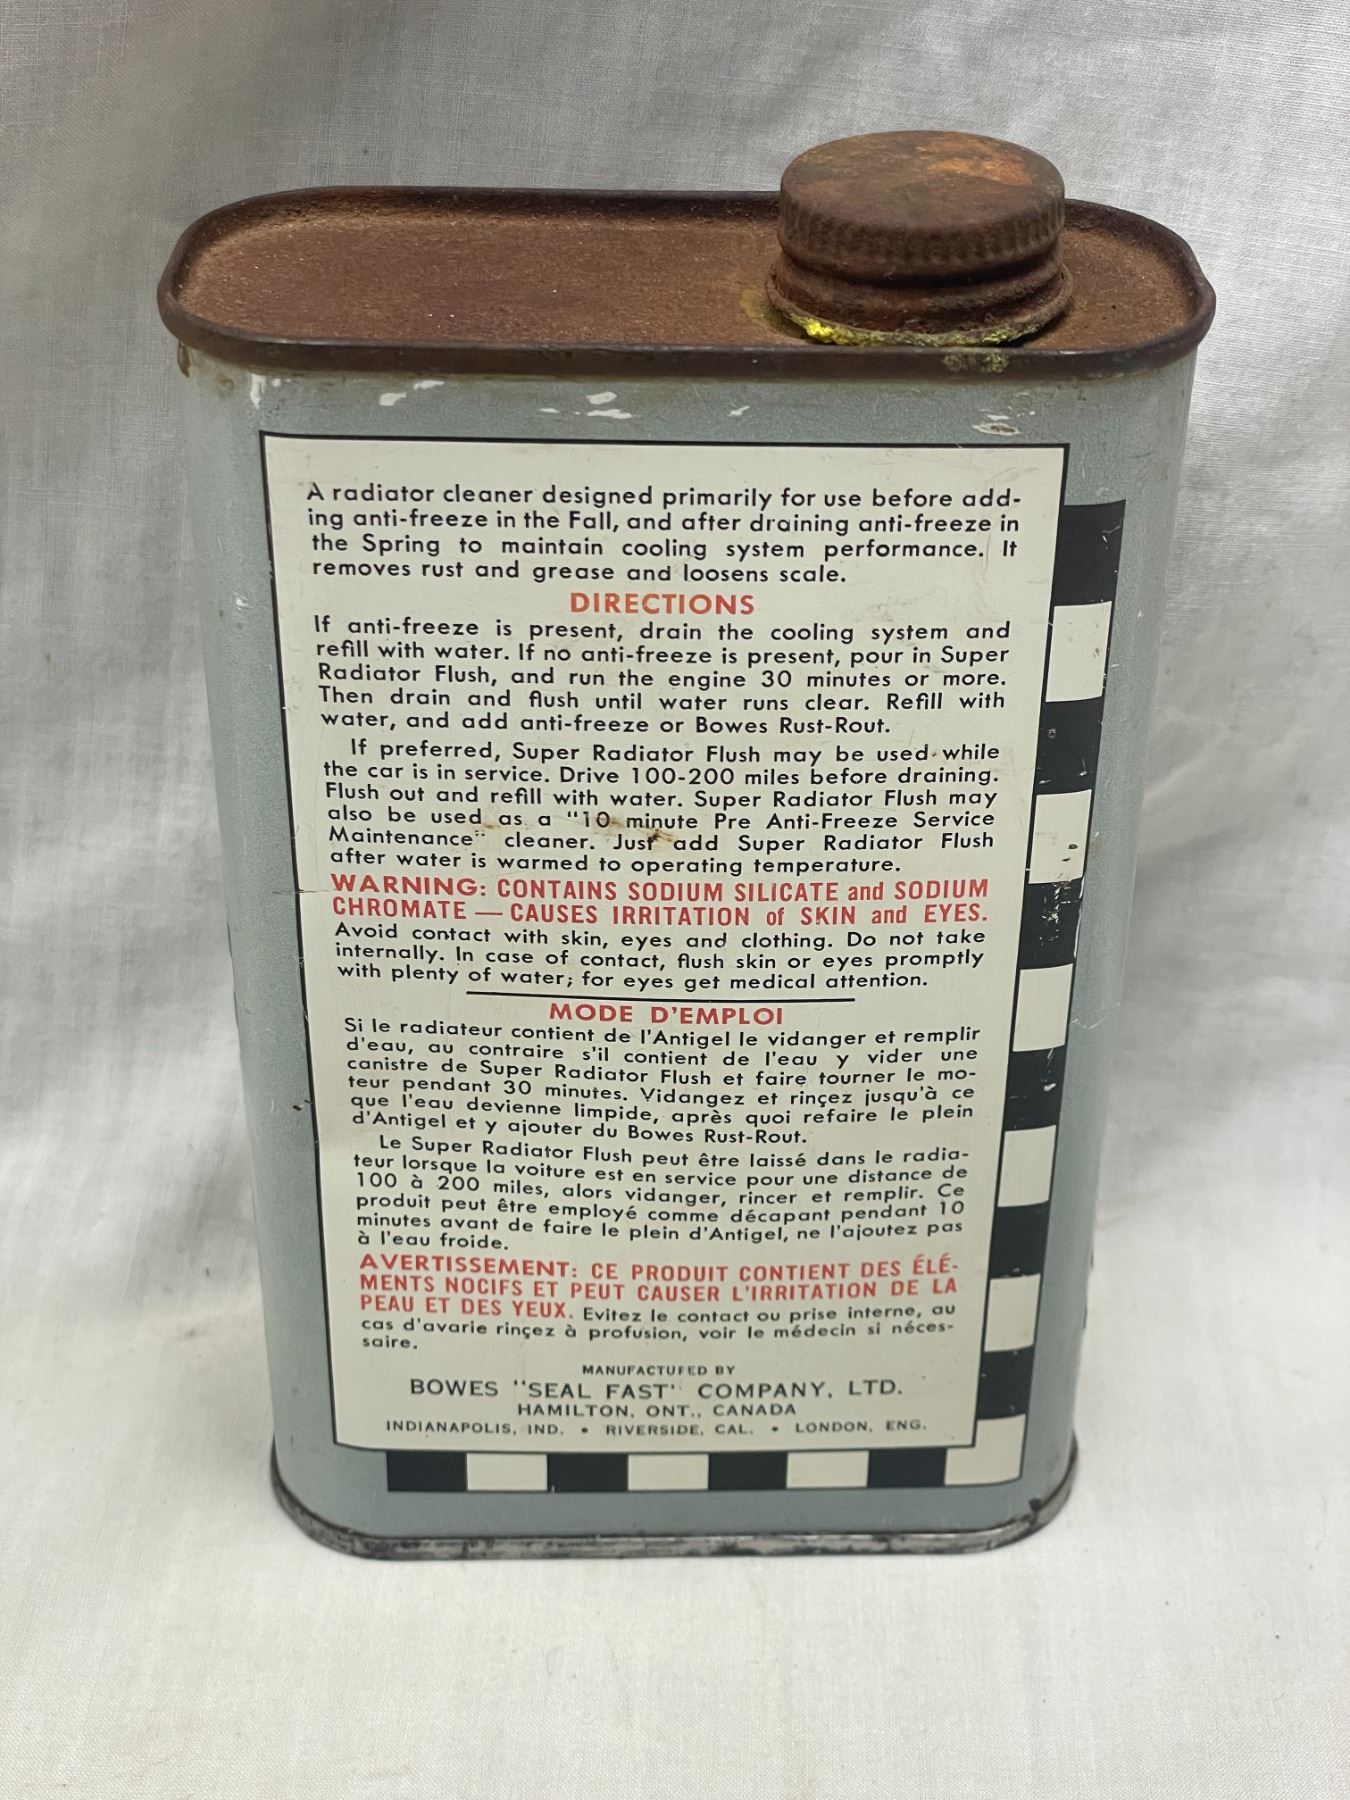 A radiator cleaner designed primarily for use before add-
ing anti-freeze in the Fall, and after draining anti-freeze in
the Spring to maintain cooling system performance. It
removes rust and grease and loosens scale.
DIRECTIONS
If anti-freeze is present, drain the cooling system and
refill with water. If no anti-freeze is present, pour in Super
Radiator Flush, and run the engine 30 minutes or more.
Then drain and flush until water runs clear. Refill with
water, and add anti-freeze or Bowes Rust-Rout.
If preferred, Super Radiator Flush may be used while
the car is in service. Drive 100-200 miles before draining.
Flush out and refill with water. Super Radiator Flush may
also be used as a "10 minute Pre Anti-Freeze Service
Maintenance" cleaner. Just add Super Radiator Flush
after water is warmed to operating temperature.
WARNING: CONTAINS SODIUM SILICATE and SODIUM
CHROMATE — CAUSES IRRITATION of SKIN and EYES.
Avoid contact with skin, eyes and clothing. Do not take
internally. In case of contact, flush skin or eyes promptly
with plenty of water; for eyes get medical attention.
MODE D'EMPLOI
Si le radiateur contient de l'Antigel le vidanger et remplir
d'eau, au contraire s'il contient de l'eau y vider une
canistre de Super Radiator Flush et faire tourner le mo-
teur pendant 30 minutes. Vidangez et rinçez jusqu'à ce
que l'eau devienne limpide, après quoi refaire le plein
d'Antigel et y ajouter du Bowes Rust-Rout.
Le Super Radiator Flush peut être laissé dans le radia-
teur lorsque la voiture est en service pour une distance de
100 à 200 miles, alors vidanger, rincer et remplir. Ce
produit peut être employé comme décapant pendant 10
minutes avant de faire le plein d'Antigel, ne l'ajoutez pas
à l'eau froide.
AVERTISSEMENT: CE PRODUIT CONTIENT DES ÉLÉ-
MENTS NOCIFS ET PEUT CAUSER L'IRRITATION DE LA
PEAU ET DES YEUX. Evitez le contact ou prise interne, au
cas d'avarie rinçez à profusion, voir le médecin si néces-
saire.
MANUFACTURED BY
BOWES "SEAL FAST" COMPANY, LTD.
HAMILTON, ONT., CANADA
INDIANAPOLIS, IND. • RIVERSIDE, CAL. • LONDON, ENG.